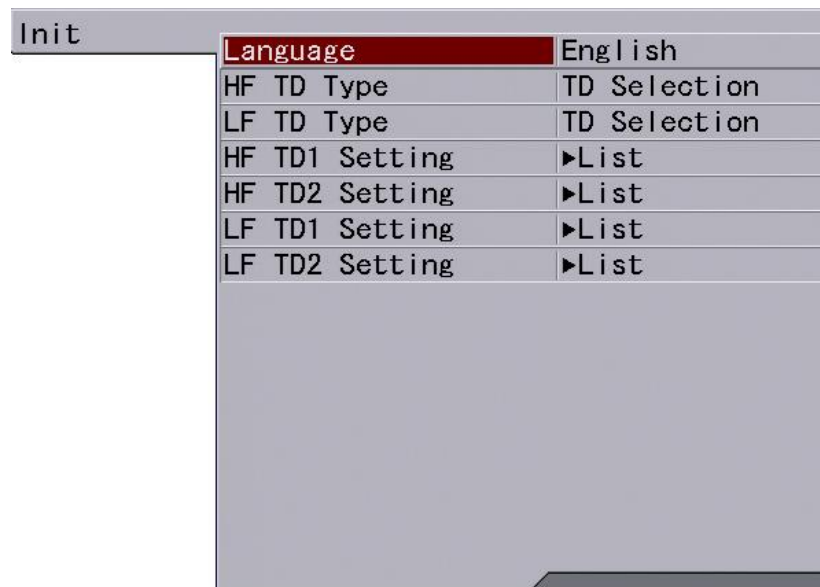 Init
Language English
HF TD Type TD Selection
LF TD Type TD Selection
HF TD1 Setting ▶List
HF TD2 Setting ▶List
LF TD1 Setting ▶List
LF TD2 Setting ▶List